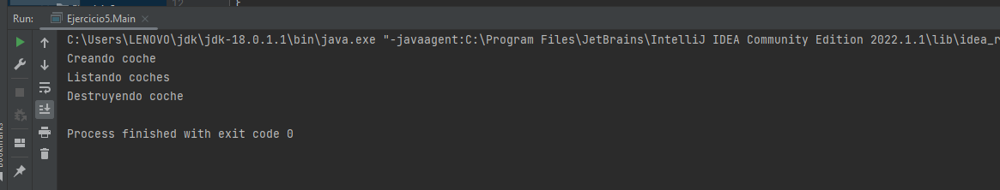 12
}
Run:
Ejercicio5.Main
C:\Users\LENOVO\jdk\jdk-18.0.1.1\bin\java.exe "-javaagent:C:\Program Files\JetBrains\IntelliJ IDEA Community Edition 2022.1.1\lib\idea_r
Creando coche
Listando coches
Destruyendo coche
Process finished with exit code 0